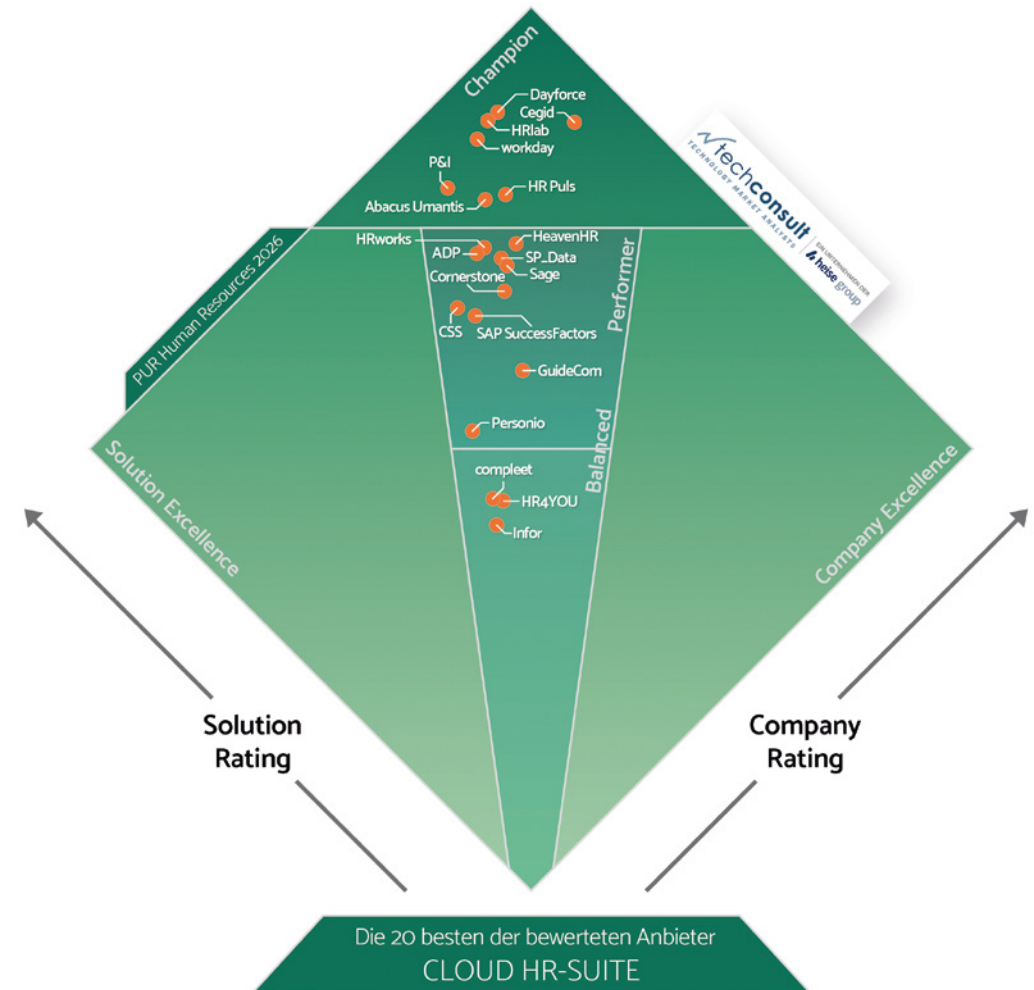 Champion
Dayforce
Cegid
HRlab
workday
P&I
HR Puls
Abacus Umantis
techconsult
TECHNOLOGY MARKET ANALYSTS
EIN UNTERNEHMEN DER
heise group
PUR Human Resources 2026
HRworks
HeavenHR
ADP
SP_Data
Sage
Cornerstone
Performer
CSS
SAP SuccessFactors
GuideCom
Personio
Balanced
compleet
HR4YOU
Infor
Solution Excellence
Company Excellence
Solution
Rating
Company
Rating
Die 20 besten der bewerteten Anbieter
CLOUD HR-SUITE